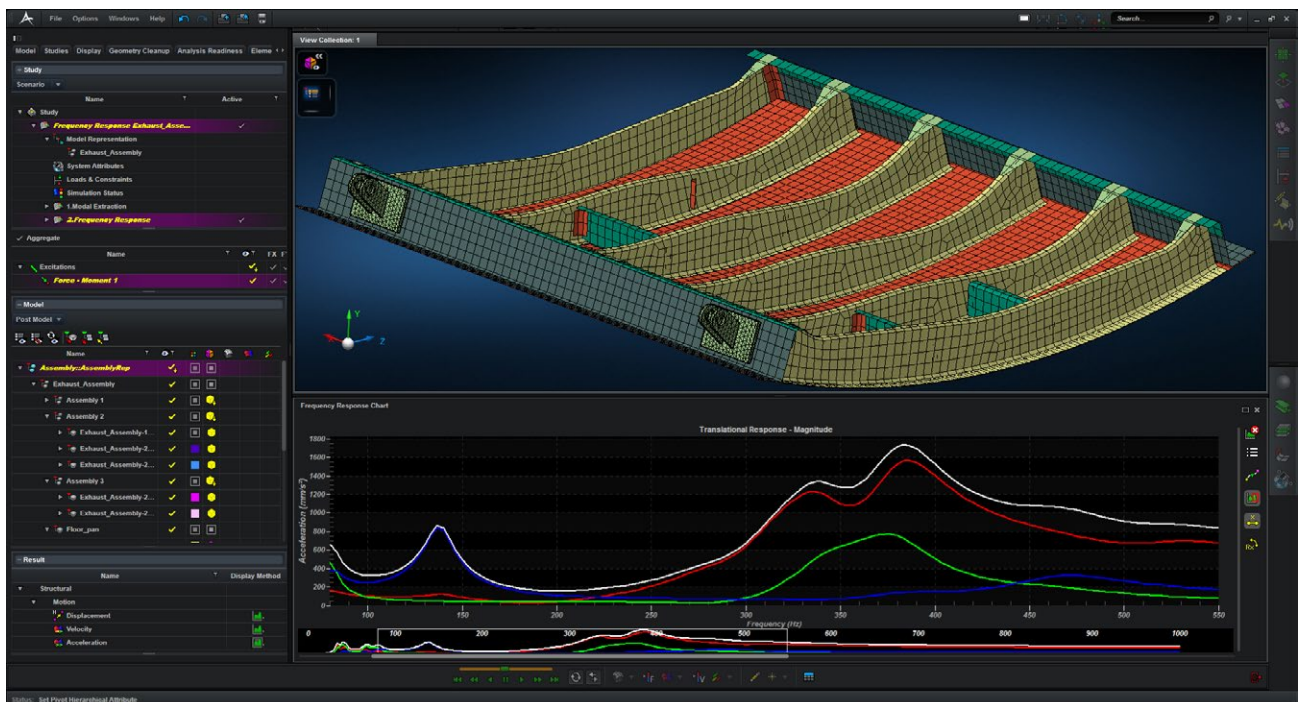 File Options Windows Help
Search...
Model Studies Display Geometry Cleanup Analysis Readiness Eleme
Study
Scenario
Name Active
Study
Frequency Response Exhaust_Asse...
Model Representation
Exhaust_Assembly
System Attributes
Loads & Constraints
Simulation Status
1.Modal Extraction
2.Frequency Response
Aggregate
Name FX F
Excitations
Force - Moment 1
Model
Post Model
Name
Assembly::AssemblyRep
Exhaust_Assembly
Assembly 1
Assembly 2
Exhaust_Assembly-1...
Exhaust_Assembly-2...
Exhaust_Assembly-2...
Assembly 3
Exhaust_Assembly-2...
Exhaust_Assembly-2...
Floor_pan
Result
Name Display Method
Structural
Motion
Displacement
Velocity
Acceleration
View Collection: 1
Y
Z
Frequency Response Chart
Translational Response - Magnitude
Acceleration (mm/s²)
1800
1600
1400
1200
1000
800
600
400
200
0
100 150 200 250 300 350 400 450 500 550
Frequency (Hz)
0 100 200 300 400 500 600 700 800 900 1000
Status: Set Pivot Hierarchical Attribute